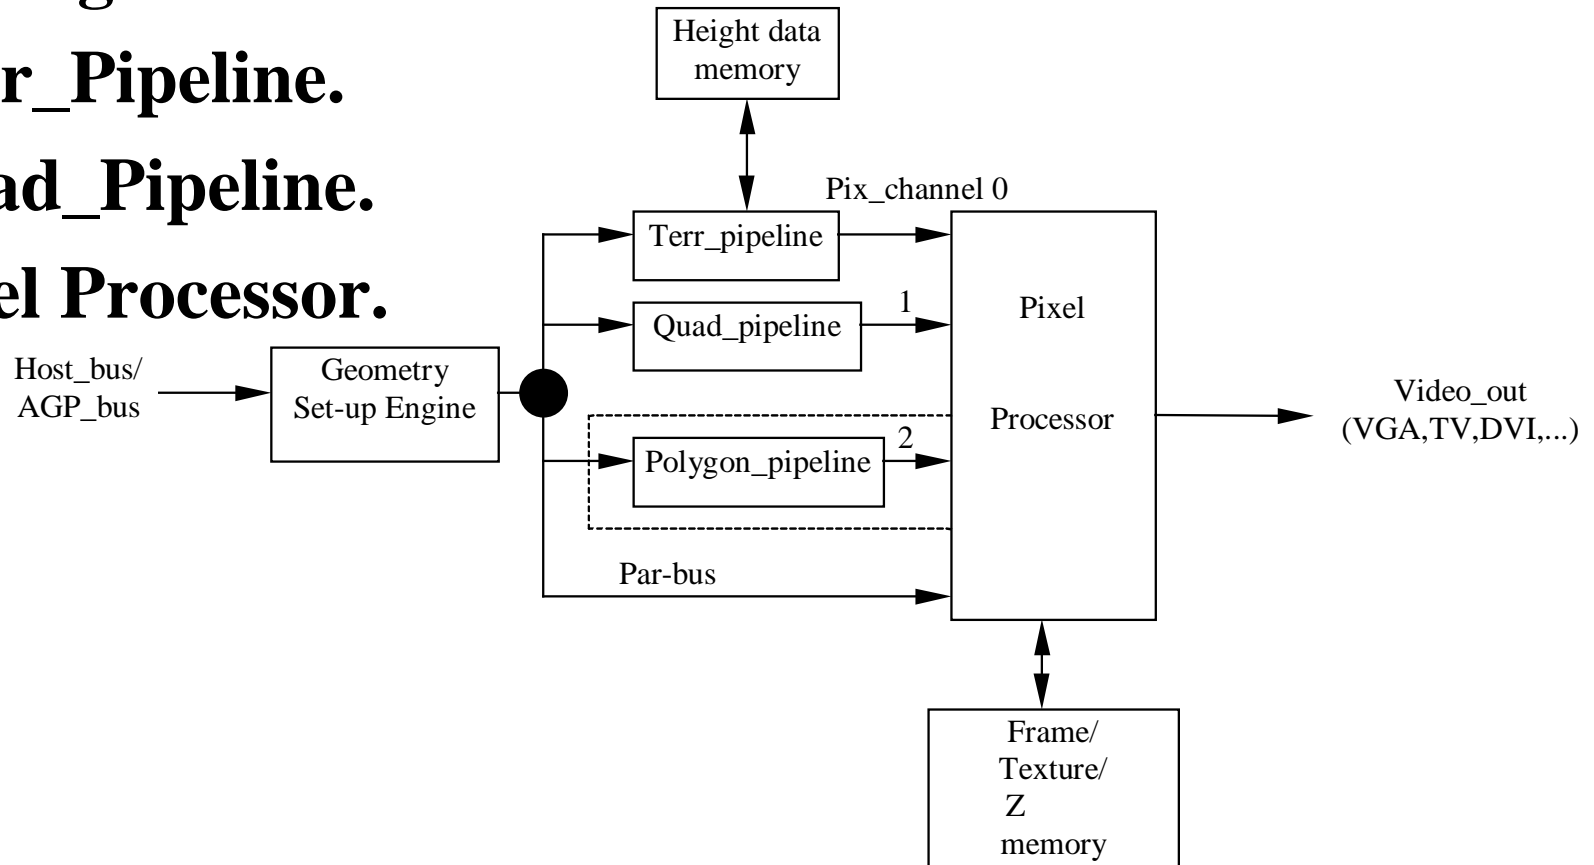 r_Pipeline.
ad_Pipeline.
el Processor.
Height data
memory
Pix_channel 0
Terr_pipeline
1
Quad_pipeline
Pixel
Processor
Host_bus/
AGP_bus
Geometry
Set-up Engine
2
Polygon_pipeline
Par-bus
Video_out
(VGA,TV,DVI,...)
Frame/
Texture/
Z
memory